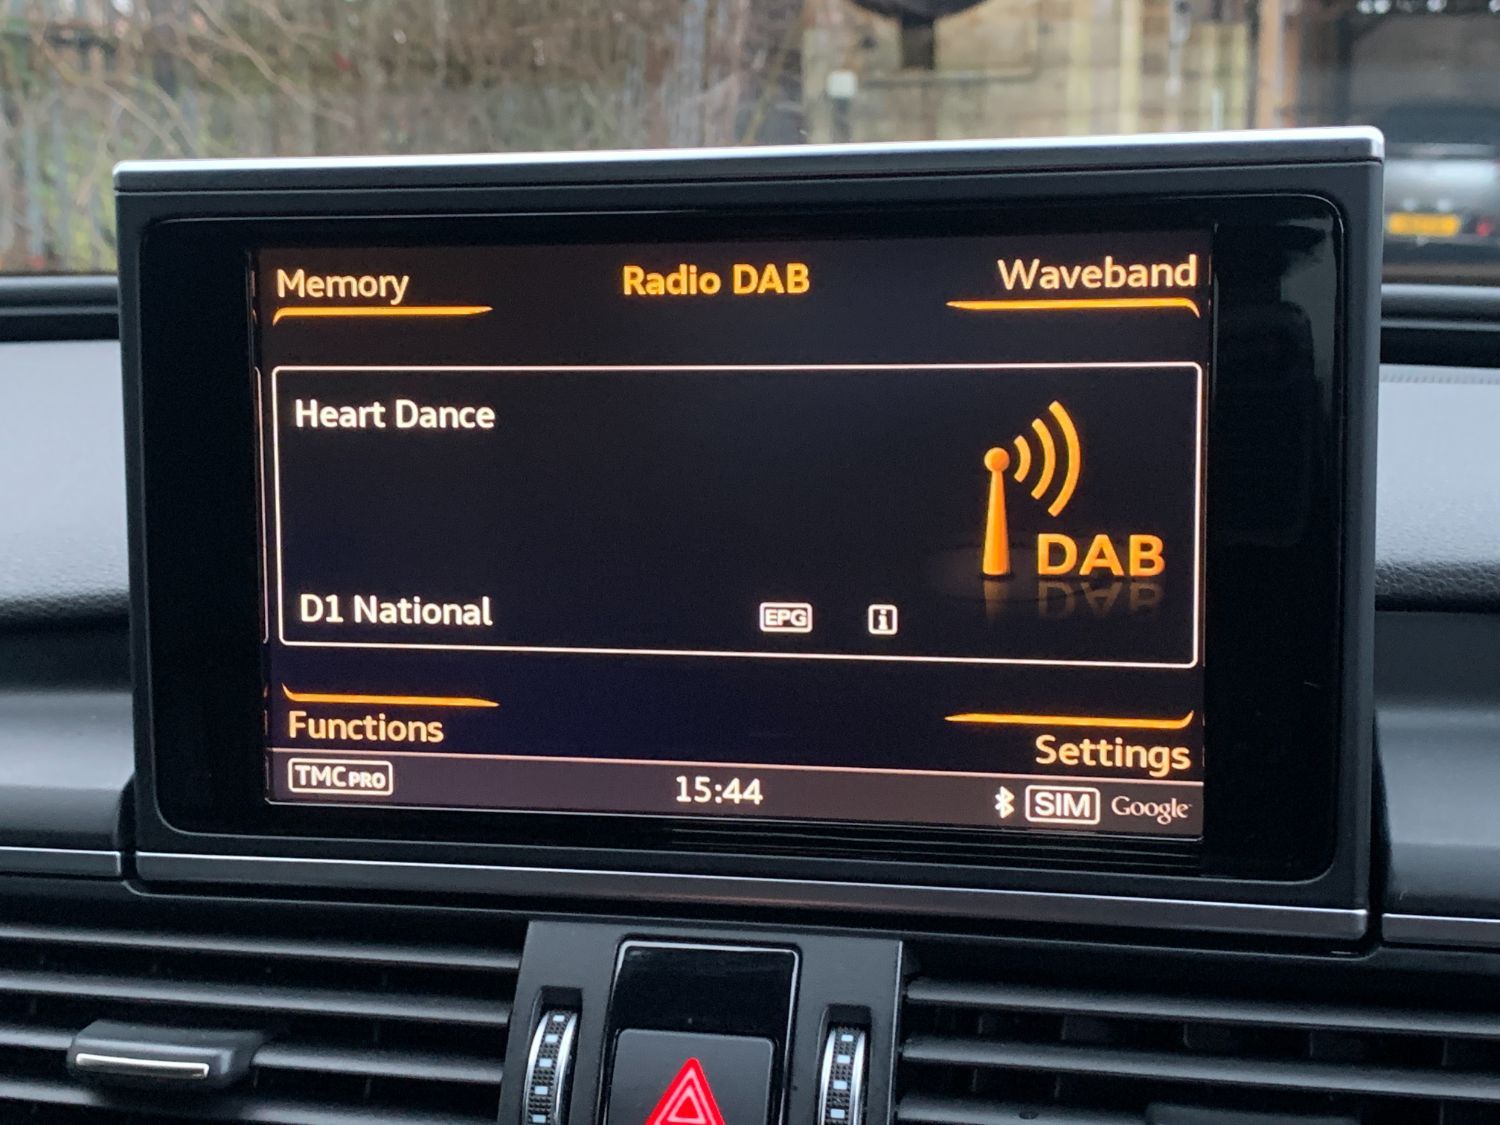 Memory Radio DAB Waveband
Heart Dance
DAB
D1 National EPG i
Functions
Settings
TMC PRO 15:44 SIM Google